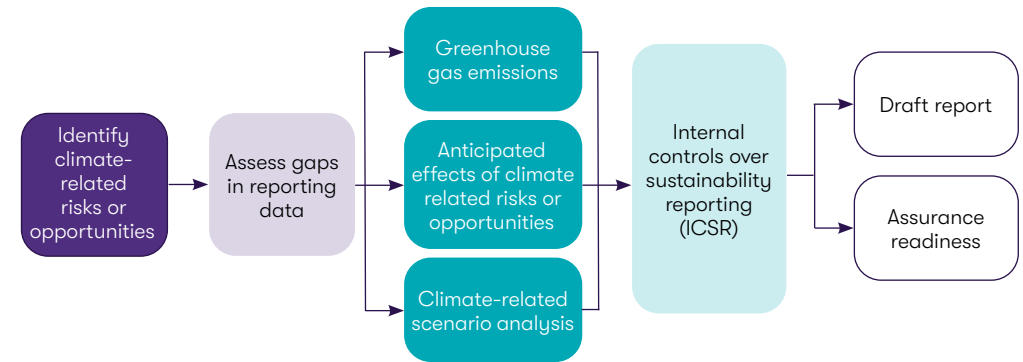 Identify
climate-
related
risks or
opportunities
Assess gaps
in reporting
data
Greenhouse
gas emissions
Anticipated
effects of climate
related risks or
opportunities
Climate-related
scenario analysis
Internal
controls over
sustainability
reporting
(ICSR)
Draft report
Assurance
readiness